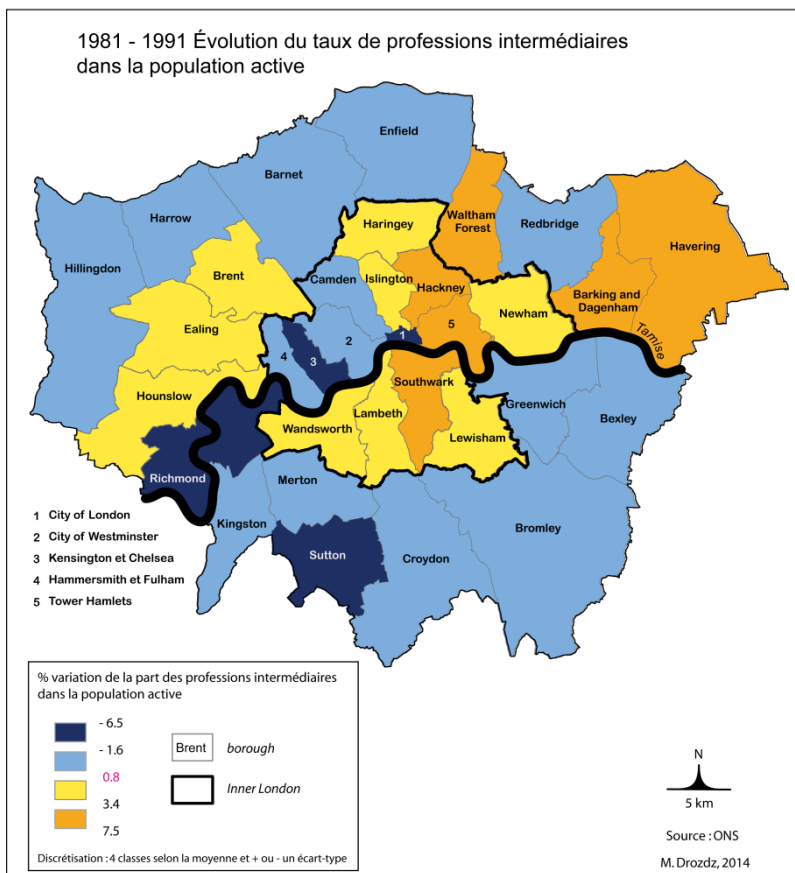 1981 - 1991 Évolution du taux de professions intermédiaires
dans la population active
Enfield
Barnet
Harrow
Haringey
Waltham
Forest
Redbridge
Havering
Hillingdon
Brent
Camden
Islington
Hackney
Barking and
Dagenham
Newham
Ealing
5
1
2
4
3
Tamise
Hounslow
Southwark
Greenwich
Bexley
Wandsworth
Lambeth
Lewisham
Richmond
Merton
Kingston
Bromley
Sutton
Croydon
1 City of London
2 City of Westminster
3 Kensington et Chelsea
4 Hammersmith et Fulham
5 Tower Hamlets
% variation de la part des professions intermédiaires
dans la population active
- 6.5
- 1.6
0.8
3.4
7.5
Brent borough
Inner London
Discrétisation : 4 classes selon la moyenne et + ou - un écart-type
N
5 km
Source : ONS
M. Drozdz, 2014